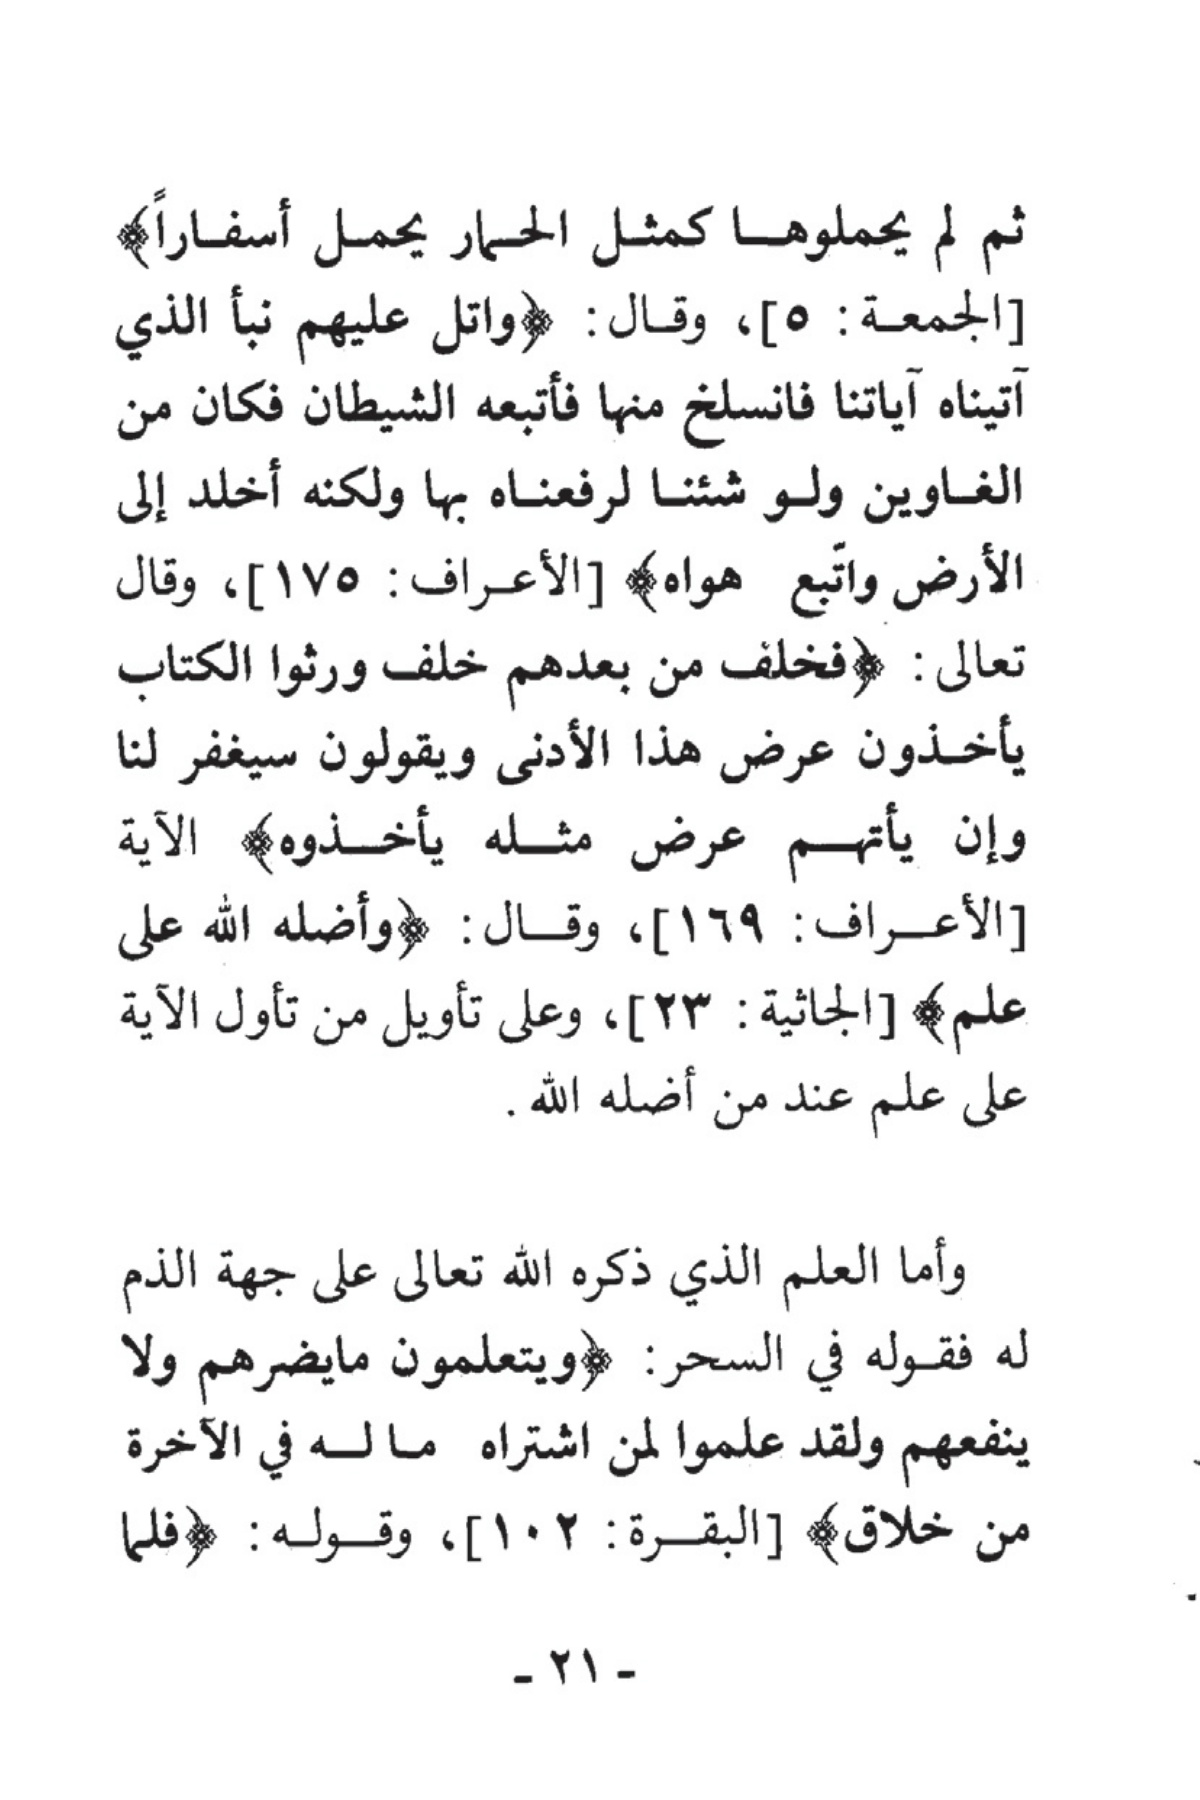 ثم لم يحملوها كمثل الحمار يحمل أسفاراً﴾
[الجمعة: ٥]، وقال: ﴿واتل عليهم نبأ الذي
آتيناه آياتنا فانسلخ منها فأتبعه الشيطان فكان من
الغاوين ولو شئنا لرفعناه بها ولكنه أخلد إلى
الأرض واتّبع هواه﴾ [الأعراف: ١٧٥]، وقال
تعالى: ﴿فخلف من بعدهم خلف ورثوا الكتاب
يأخذون عرض هذا الأدنى ويقولون سيغفر لنا
وإن يأتهم عرض مثله يأخذوه﴾ الآية
[الأعراف: ١٦٩]، وقال: ﴿وأضله الله على
علم﴾ [الجاثية: ٢٣]، وعلى تأويل من تأول الآية
على علم عند من أضله الله.
وأما العلم الذي ذكره الله تعالى على جهة الذم
له فقوله في السحر: ﴿ويتعلمون مايضرهم ولا
ينفعهم ولقد علموا لمن اشتراه ما له في الآخرة
من خلاق﴾ [البقرة: ١٠٢]، وقوله: ﴿فلما
- ٢١ -